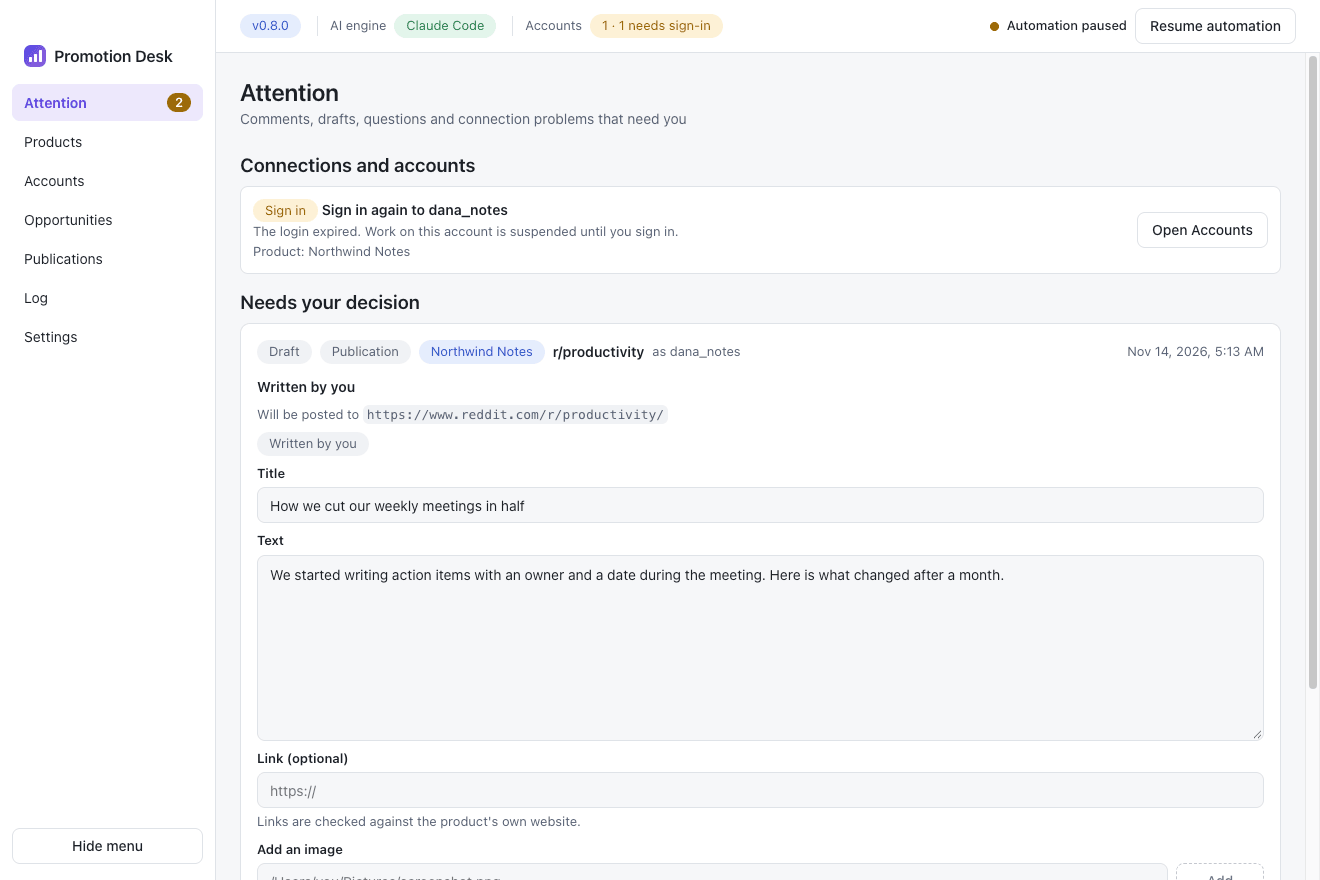 Promotion Desk
Attention 2
Products
Accounts
Opportunities
Publications
Log
Settings
Hide menu
v0.8.0 AI engine Claude Code Accounts 1 · 1 needs sign-in Automation paused Resume automation
Attention
Comments, drafts, questions and connection problems that need you
Connections and accounts
Sign in Sign in again to dana_notes
The login expired. Work on this account is suspended until you sign in.
Product: Northwind Notes
Open Accounts
Needs your decision
Draft Publication Northwind Notes r/productivity as dana_notes Nov 14, 2026, 5:13 AM
Written by you
Will be posted to https://www.reddit.com/r/productivity/
Written by you
Title
How we cut our weekly meetings in half
Text
We started writing action items with an owner and a date during the meeting. Here is what changed after a month.
Link (optional)
https://
Links are checked against the product's own website.
Add an image
Add